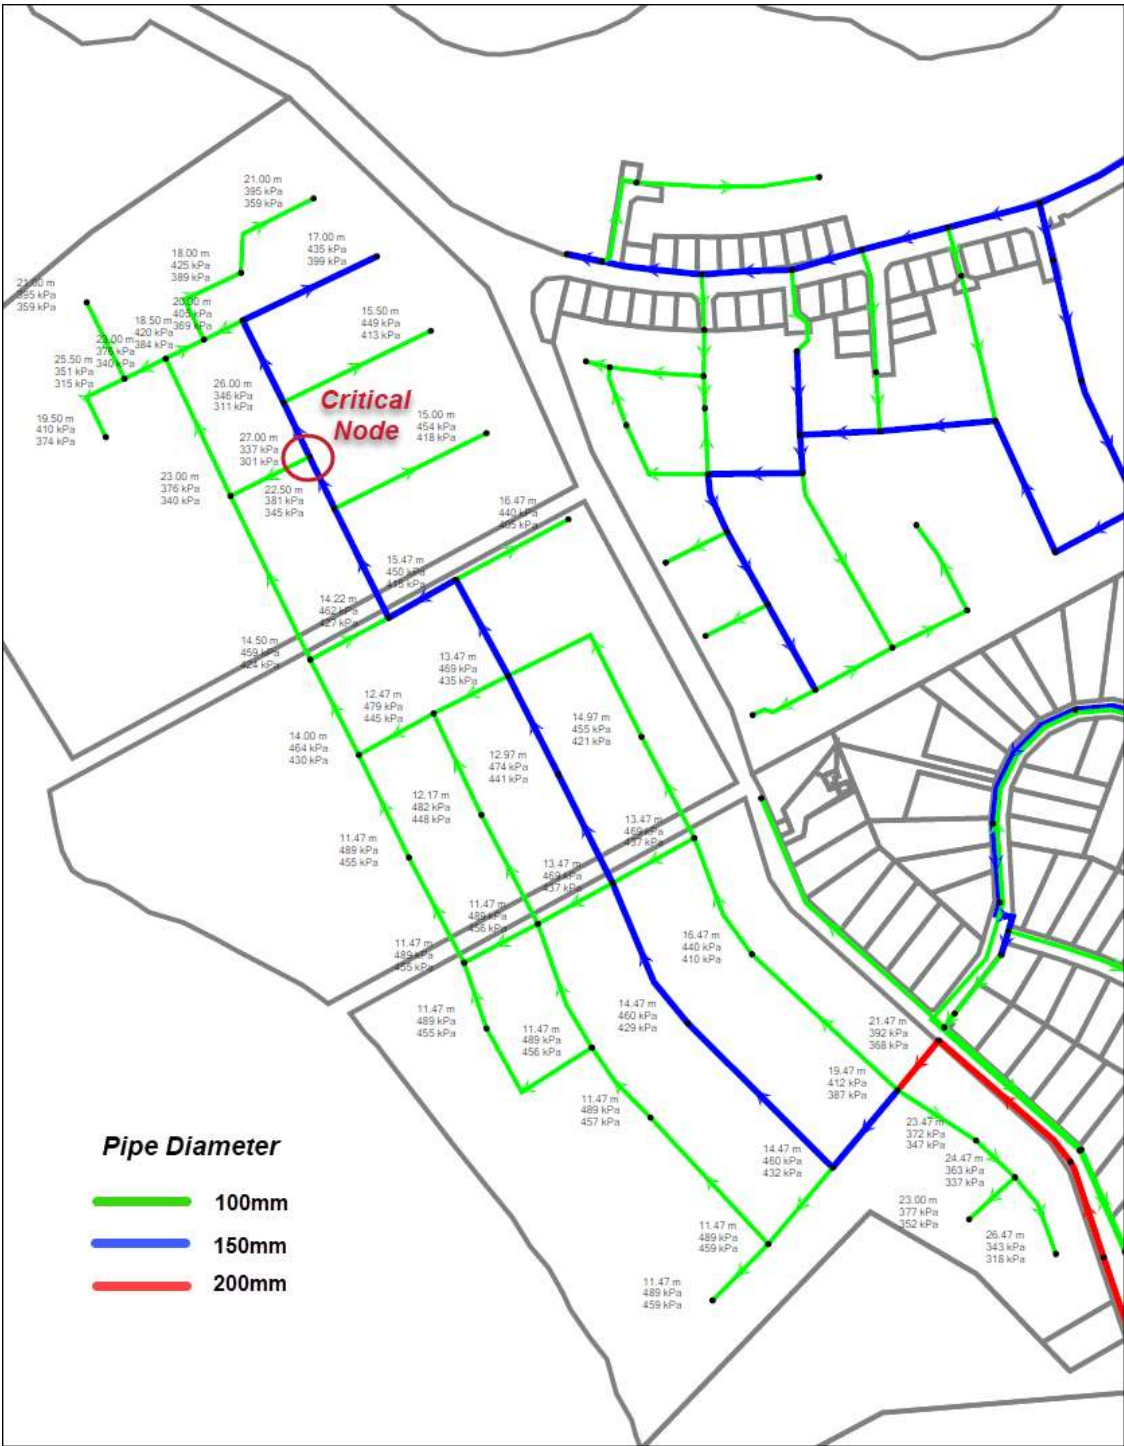 21.00 m
395 kPa
359 kPa
17.00 m
435 kPa
399 kPa
18.00 m
425 kPa
389 kPa
21.00 m
395 kPa
359 kPa
20.00 m
405 kPa
369 kPa
15.50 m
449 kPa
413 kPa
18.50 m
420 kPa
384 kPa
23.00 m
376 kPa
340 kPa
25.50 m
351 kPa
315 kPa
26.00 m
346 kPa
311 kPa
Critical
Node
19.50 m
410 kPa
374 kPa
27.00 m
337 kPa
301 kPa
15.00 m
454 kPa
418 kPa
23.00 m
376 kPa
340 kPa
22.50 m
381 kPa
345 kPa
16.47 m
440 kPa
405 kPa
15.47 m
450 kPa
415 kPa
14.22 m
462 kPa
427 kPa
14.50 m
459 kPa
424 kPa
13.47 m
469 kPa
435 kPa
12.47 m
479 kPa
445 kPa
14.97 m
455 kPa
421 kPa
14.00 m
464 kPa
430 kPa
12.97 m
474 kPa
441 kPa
12.17 m
482 kPa
448 kPa
13.47 m
469 kPa
437 kPa
11.47 m
489 kPa
455 kPa
13.47 m
469 kPa
437 kPa
11.47 m
489 kPa
456 kPa
11.47 m
489 kPa
455 kPa
16.47 m
440 kPa
410 kPa
11.47 m
489 kPa
455 kPa
14.47 m
460 kPa
429 kPa
11.47 m
489 kPa
456 kPa
21.47 m
392 kPa
368 kPa
19.47 m
412 kPa
387 kPa
11.47 m
489 kPa
457 kPa
23.47 m
372 kPa
347 kPa
14.47 m
460 kPa
432 kPa
24.47 m
363 kPa
337 kPa
23.00 m
377 kPa
352 kPa
11.47 m
489 kPa
459 kPa
26.47 m
343 kPa
318 kPa
11.47 m
489 kPa
459 kPa
Pipe Diameter
100mm
150mm
200mm